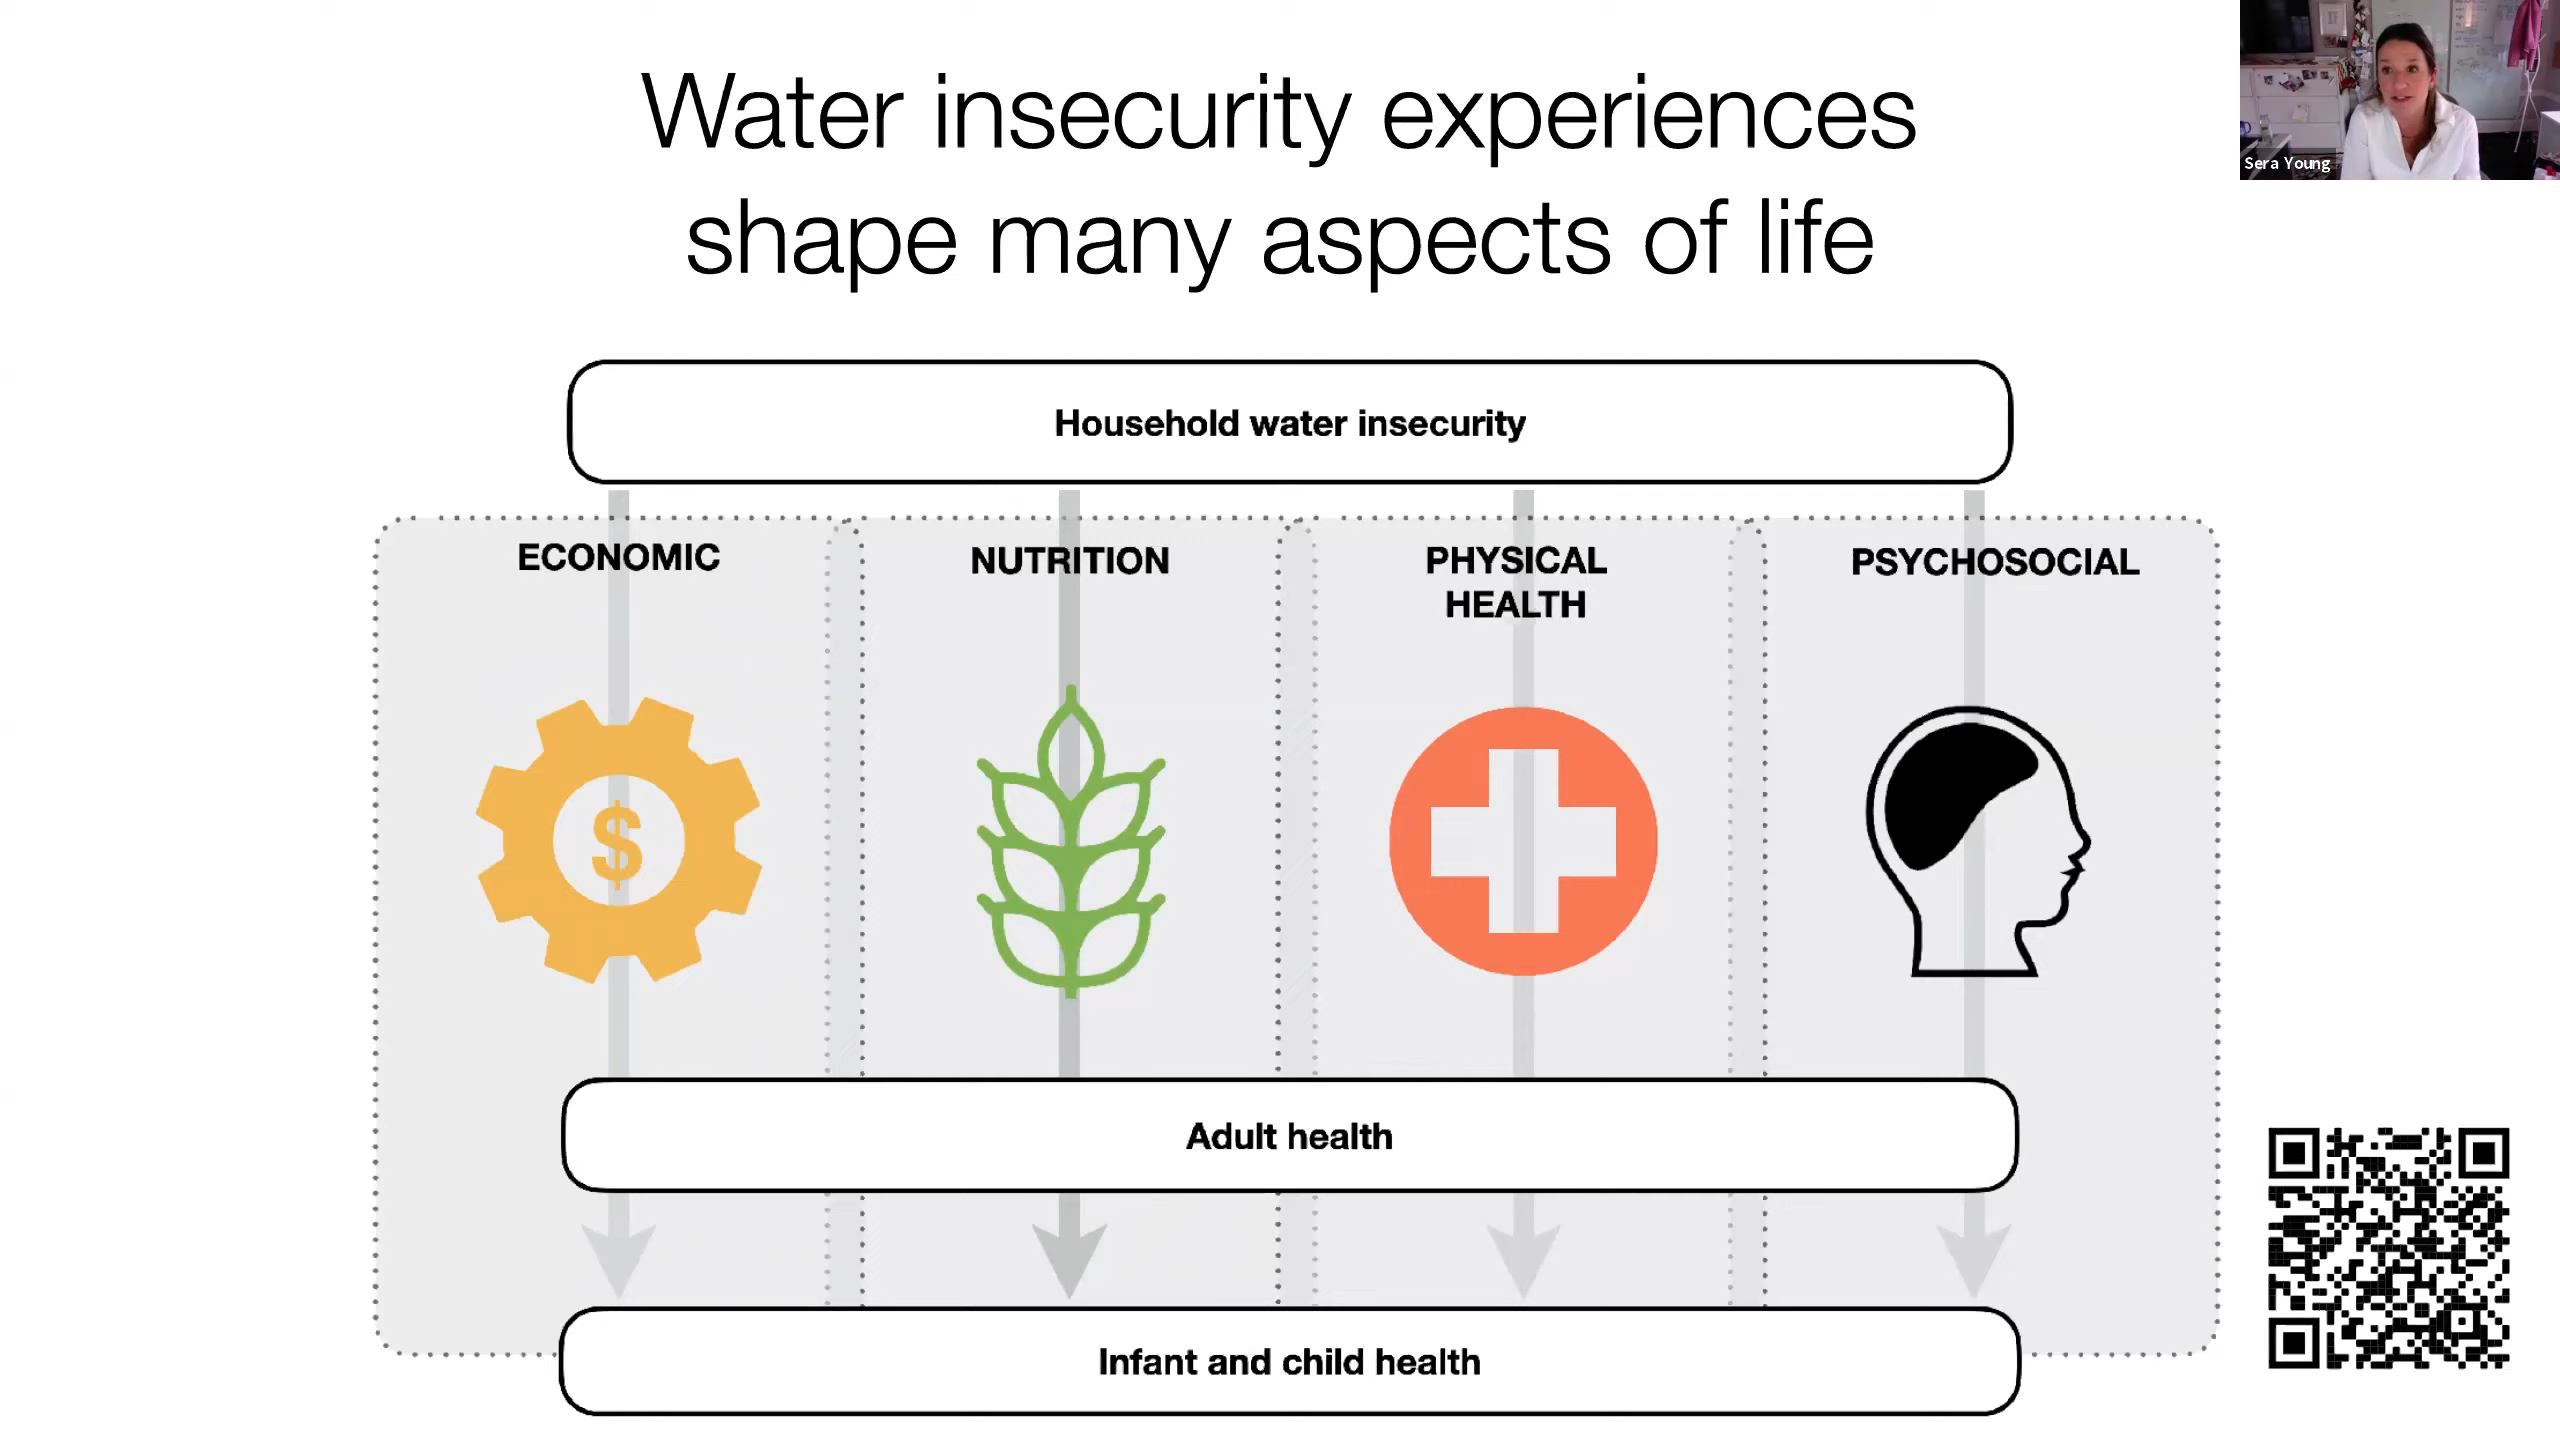 Water insecurity experiences
shape many aspects of life
Sera Young
Household water insecurity
ECONOMIC
NUTRITION
PHYSICAL
HEALTH
PSYCHOSOCIAL
$
Adult health
Infant and child health